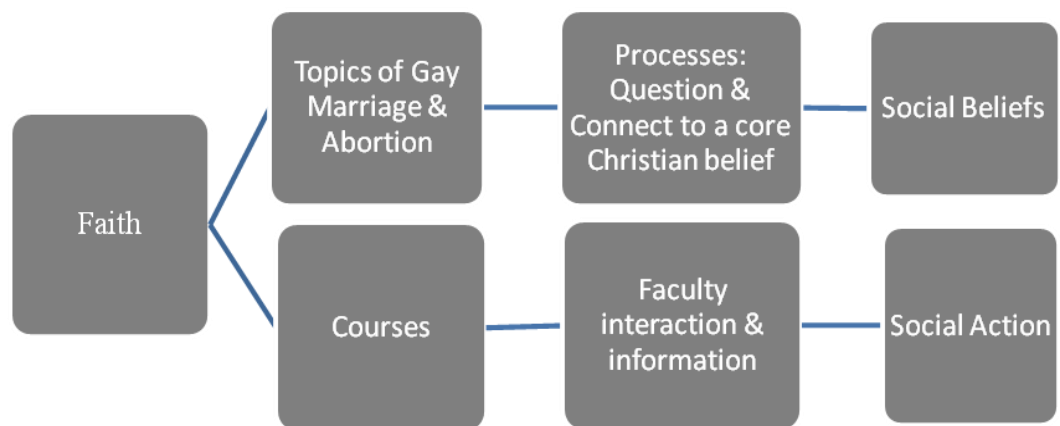 Faith
Topics of Gay
Marriage &
Abortion
Processes:
Question &
Connect to a core
Christian belief
Social Beliefs
Courses
Faculty
interaction &
information
Social Action